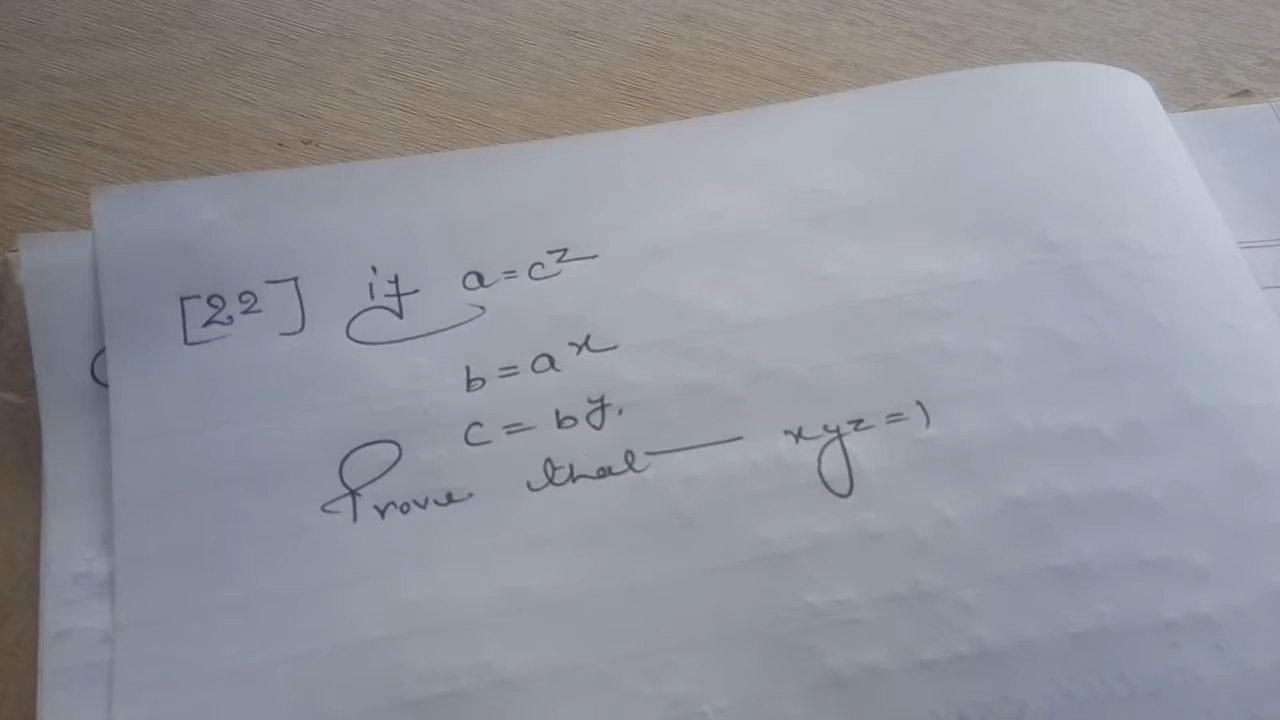 [22] if a=c^z
b=a^x
c=b^y.
Prove that — xyz=1